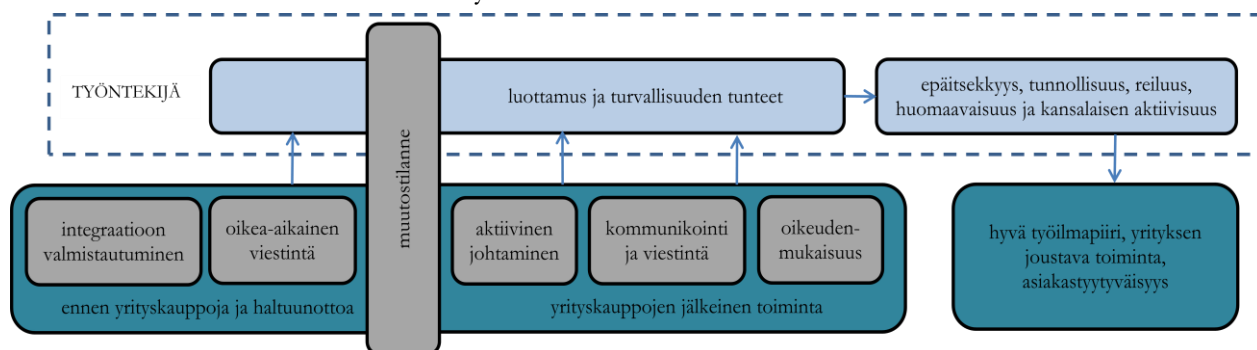 TYÖNTEKIJÄ
luottamus ja turvallisuuden tunteet
epäitsekkyys, tunnollisuus, reiluus,
huomaavaisuus ja kansalaisen aktiivisuus
muutostilanne
integraatioon
valmistautuminen
oikea-aikainen
viestintä
ennen yrityskauppoja ja haltuunottoa
aktiivinen
johtaminen
kommunikointi
ja viestintä
oikeuden-
mukaisuus
yrityskauppojen jälkeinen toiminta
hyvä työilmapiiri, yrityksen
joustava toiminta,
asiakastyytyväisyys